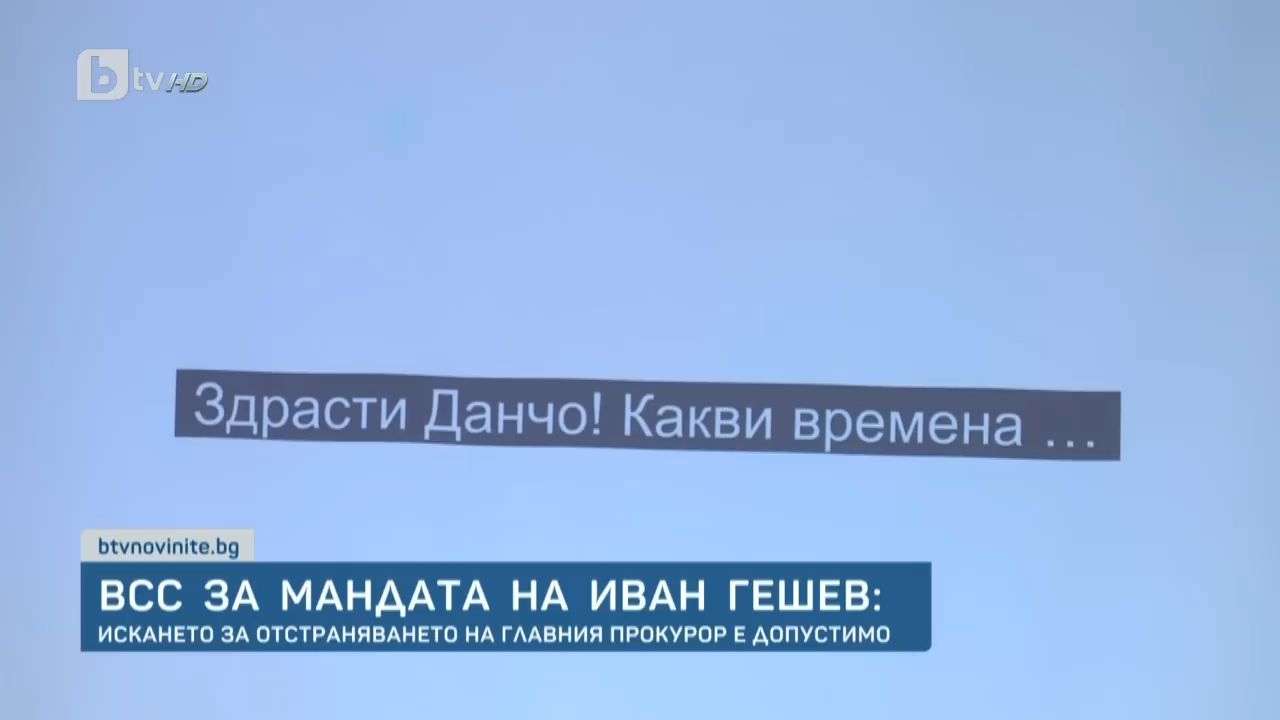 btv HD
Здрасти Данчо! Какви времена ...
btvnovinite.bg
ВСС ЗА МАНДАТА НА ИВАН ГЕШЕВ:
ИСКАНЕТО ЗА ОТСТРАНЯВАНЕТО НА ГЛАВНИЯ ПРОКУРОР Е ДОПУСТИМО